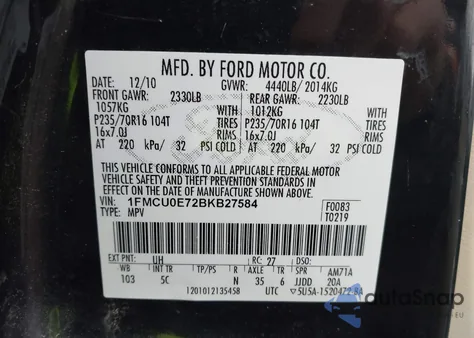 MFD. BY FORD MOTOR CO.
DATE: 12/10 GVWR: 4440LB/ 2014KG
FRONT GAWR: 2330LB REAR GAWR: 2230LB
1057KG 1012KG
P235/70R16 104T TIRES P235/70R16 104T TIRES
16x7.0J RIMS 16x7.0J RIMS
AT 220 kPa/ 32 PSI COLD AT 220 kPa/ 32 PSI COLD
THIS VEHICLE CONFORMS TO ALL APPLICABLE FEDERAL MOTOR
VEHICLE SAFETY AND THEFT PREVENTION STANDARDS IN
EFFECT ON THE DATE OF MANUFACTURE SHOWN ABOVE.
VIN: 1FMCU0E72BKB27584 F0083
TYPE: MPV T0219
EXT PNT: UH RC: 27 AM71A
WB INT TR TP/PS R AXLE TR SPR 20A
103 5C N 35 6 JJDD
1201012135458 UTC 5U5A-1520472-BA
autoSnap